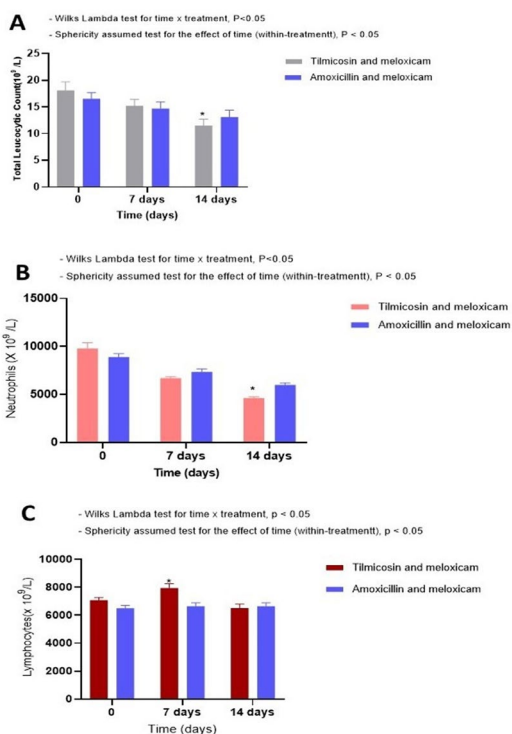 A
- Wilks Lambda test for time x treatment, P<0.05
- Sphericity assumed test for the effect of time (within-treatmentt), P < 0.05
Tilmicosin and meloxicam
Amoxicillin and meloxicam
Total Leucocytic Count(10⁹ /L)
25
20
15
10
5
0
*
0 7 days 14 days
Time (days)
B
- Wilks Lambda test for time x treatment, P<0.05
- Sphericity assumed test for the effect of time (within-treatmentt), P < 0.05
Tilmicosin and meloxicam
Amoxicillin and meloxicam
Neutrophils (X 10⁹ /L)
15000
10000
5000
0
*
0 7 days 14 days
Time (days)
C
- Wilks Lambda test for time x treatment, p < 0.05
- Sphericity assumed test for the effect of time (within-treatmentt), p < 0.05
Tilmicosin and meloxicam
Amoxicillin and meloxicam
Lymphocytes(x 10⁹/L)
10000
8000
6000
4000
2000
0
*
0 7 days 14 days
Time (days)